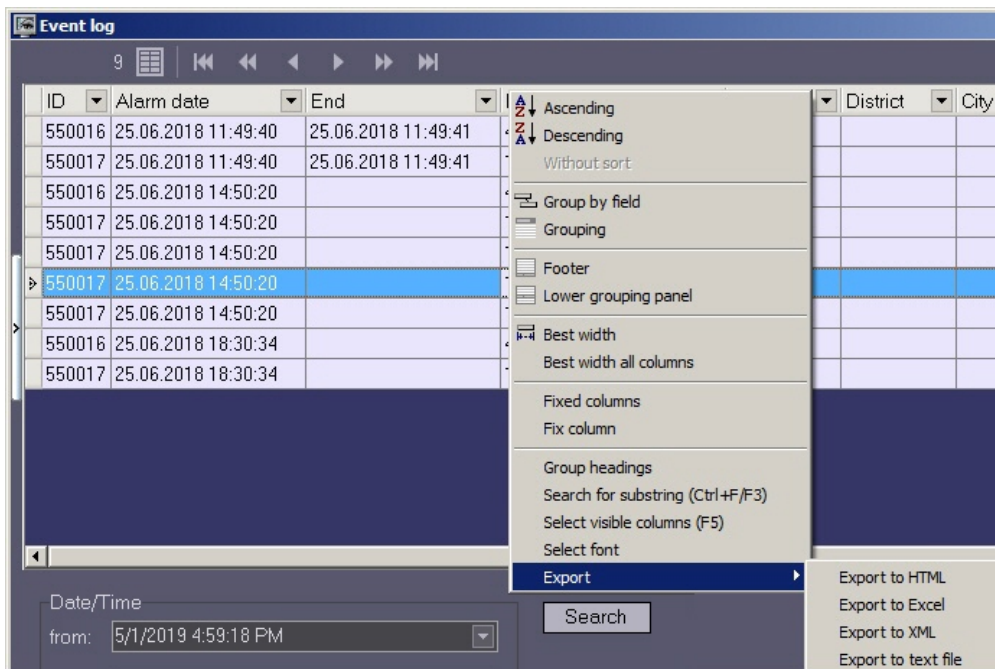 Event log
9
ID Alarm date End District City
550016 25.06.2018 11:49:40 25.06.2018 11:49:41
550017 25.06.2018 11:49:40 25.06.2018 11:49:41
550016 25.06.2018 14:50:20
550017 25.06.2018 14:50:20
550017 25.06.2018 14:50:20
550017 25.06.2018 14:50:20
550017 25.06.2018 14:50:20
550016 25.06.2018 18:30:34
550017 25.06.2018 18:30:34
Ascending
Descending
Without sort
Group by field
Grouping
Footer
Lower grouping panel
Best width
Best width all columns
Fixed columns
Fix column
Group headings
Search for substring (Ctrl+F/F3)
Select visible columns (F5)
Select font
Export
Export to HTML
Export to Excel
Export to XML
Export to text file
Date/Time
from: 5/1/2019 4:59:18 PM
Search